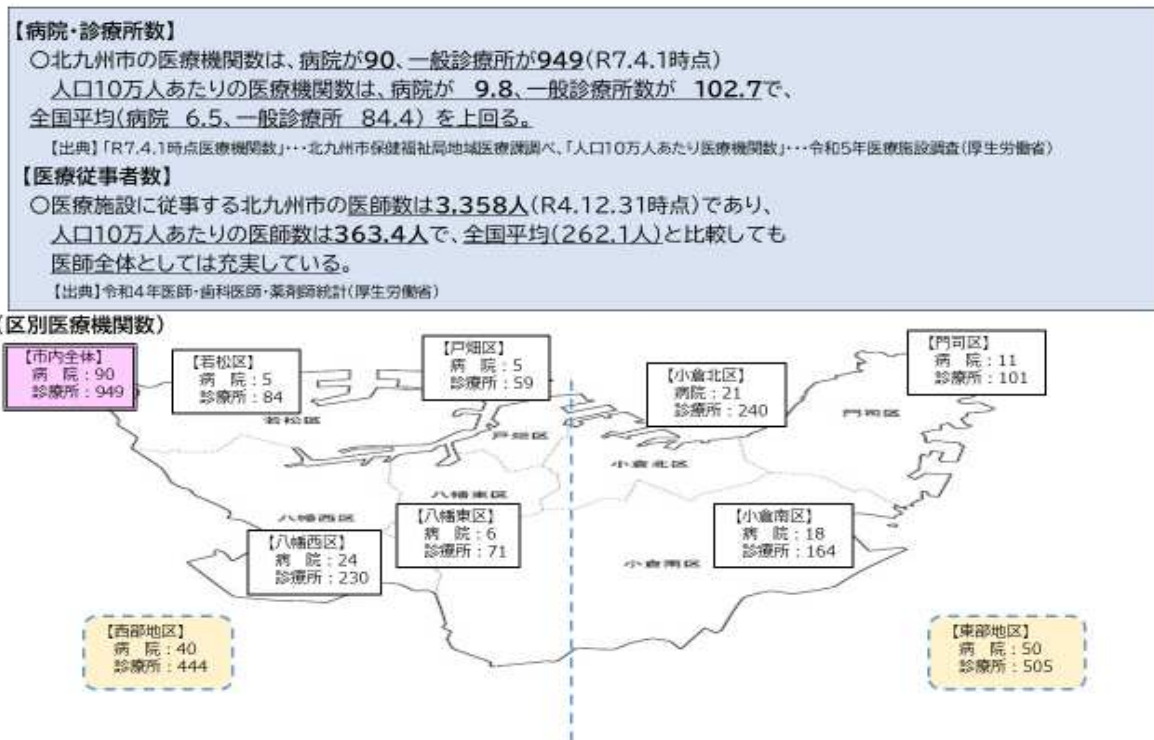 【病院・診療所数】
○北九州市の医療機関数は、病院が90、一般診療所が949(R7.4.1時点)
人口10万人あたりの医療機関数は、病院が　9.8、一般診療所数が　102.7で、
全国平均(病院　6.5、一般診療所　84.4) を上回る。
【出典】「R7.4.1時点医療機関数」・・・北九州市保健福祉局地域医療課調べ、「人口10万人あたり医療機関数」・・・令和5年医療施設調査(厚生労働省)
【医療従事者数】
○医療施設に従事する北九州市の医師数は3,358人(R4.12.31時点)であり、
人口10万人あたりの医師数は363.4人で、全国平均(262.1人)と比較しても
医師全体としては充実している。
【出典】令和4年医師・歯科医師・薬剤師統計(厚生労働省)
(区別医療機関数)
【市内全体】
病　院：90
診療所：949
【若松区】
病　院：5
診療所：84
【戸畑区】
病　院：5
診療所：59
【小倉北区】
病院：21
診療所：240
【門司区】
病　院：11
診療所：101
若松区
戸畑区
門司区
小倉北区
八幡東区
八幡西区
【八幡東区】
病　院：6
診療所：71
【小倉南区】
病　院：18
診療所：164
【八幡西区】
病　院：24
診療所：230
小倉南区
【西部地区】
病　院：40
診療所：444
【東部地区】
病　院：50
診療所：505